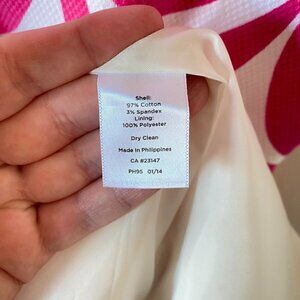 Shell:
97% Cotton
3% Spandex
Lining:
100% Polyester
Dry Clean
Made in Philippines
CA #23147
PH95 01/14